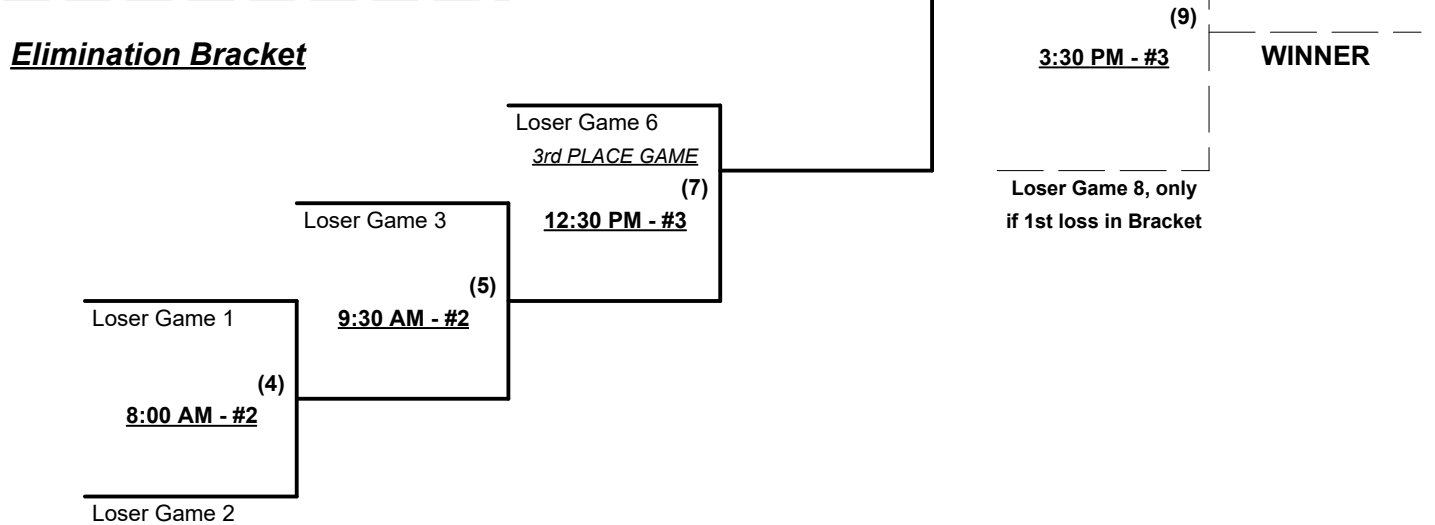 (9)
Elimination Bracket
3:30 PM - #3
WINNER
Loser Game 6
3rd PLACE GAME
(7)
Loser Game 8, only
if 1st loss in Bracket
Loser Game 3
12:30 PM - #3
(5)
Loser Game 1
9:30 AM - #2
(4)
8:00 AM - #2
Loser Game 2